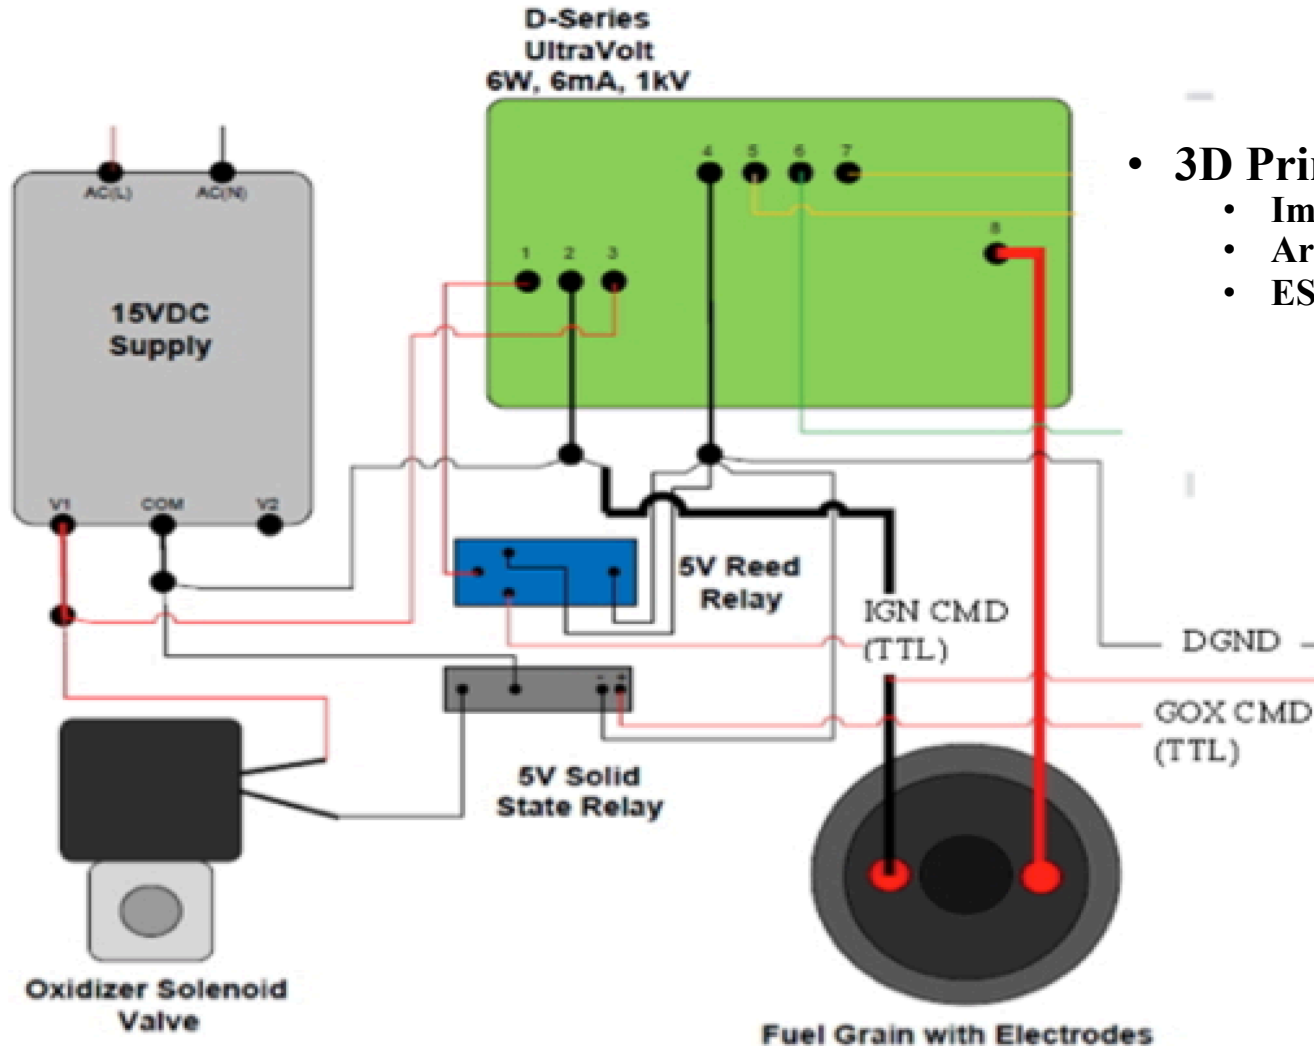 D-Series
UltraVolt
6W, 6mA, 1kV
AC(L) AC(N)
4 5 6 7
8
1 2 3
15VDC
Supply
V1 COM V2
• 3D Prin
• Im
• Ar
• ES
5V Reed
Relay
IGN CMD
(TTL)
DGND
- +
GOX CMD
(TTL)
5V Solid
State Relay
Oxidizer Solenoid
Valve
Fuel Grain with Electrodes